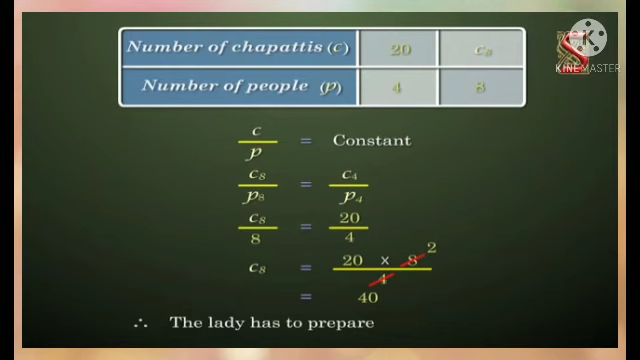 Number of chapattis (c) 20 c₈
Number of people (p) 4 8
KINEMASTER
c/p = Constant
c₈/p₈ = c₄/p₄
c₈/8 = 20/4
c₈ = 20 x 8/4 2
= 40
∴ The lady has to prepare